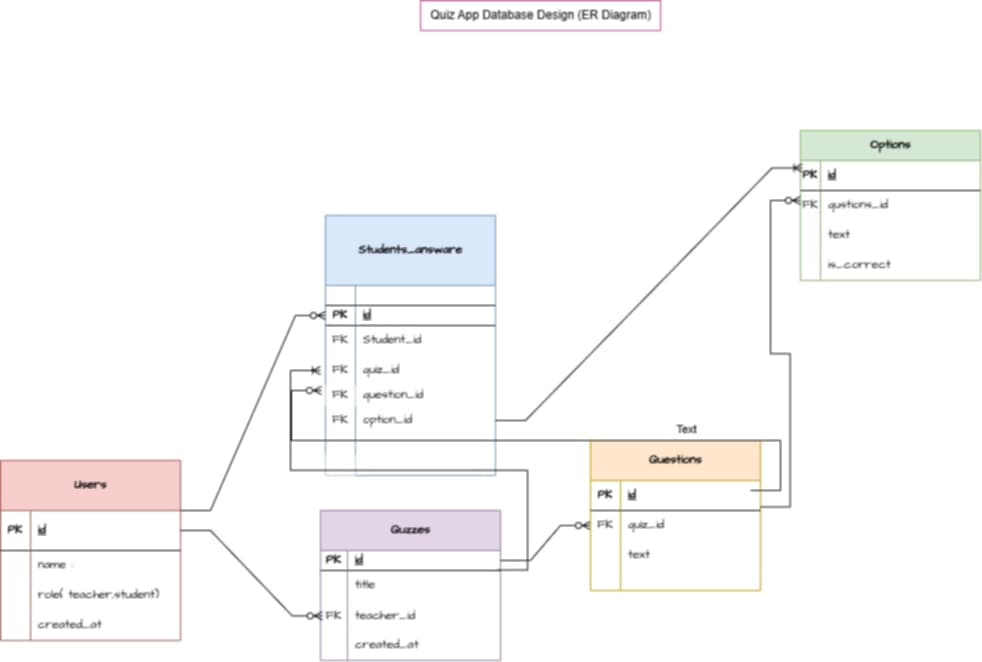 Quiz App Database Design (ER Diagram)
Options
PK id
FK qustions_id
text
is_correct
Students_answare
PK id
FK Student_id
FK quiz_id
FK question_id
FK option_id
Text
Questions
PK id
FK quiz_id
text
Users
PK id
name :
role( teacher,student)
created_at
Quzzes
PK id
title
FK teacher_id
created_at